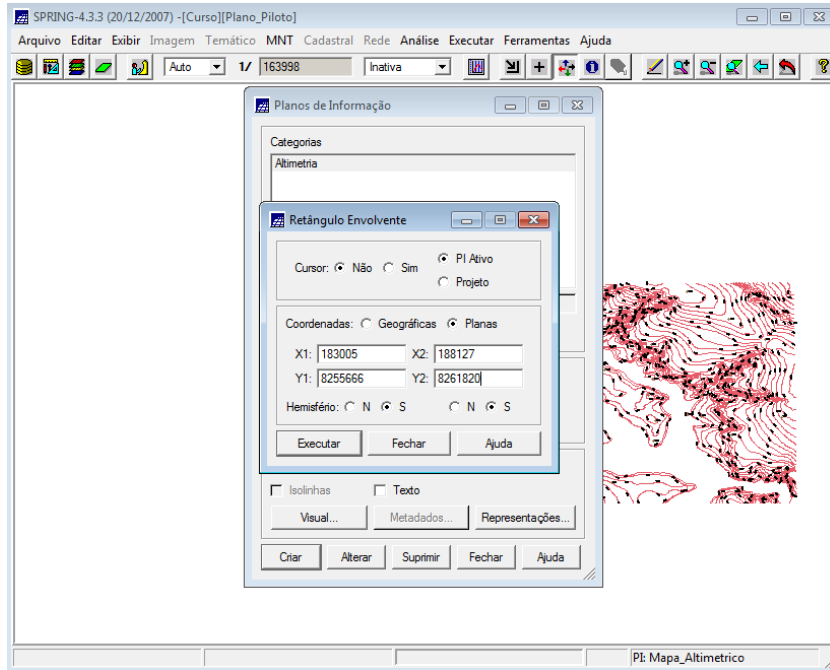 SPRING-4.3.3 (20/12/2007) -[Curso][Plano_Piloto]
Arquivo Editar Exibir Imagem Temático MNT Cadastral Rede Análise Executar Ferramentas Ajuda
Auto 1/ 163998 Inativa
Planos de Informação
Categorias
Altimetria
Retângulo Envolvente
Cursor: Não Sim PI Ativo
Projeto
Coordenadas: Geográficas Planas
X1: 183005 X2: 188127
Y1: 8255666 Y2: 8261820
Hemisfério: N S N S
Executar Fechar Ajuda
Isolinhas Texto
Visual... Metadados... Representações...
Criar Alterar Suprimir Fechar Ajuda
PI: Mapa_Altimetrico